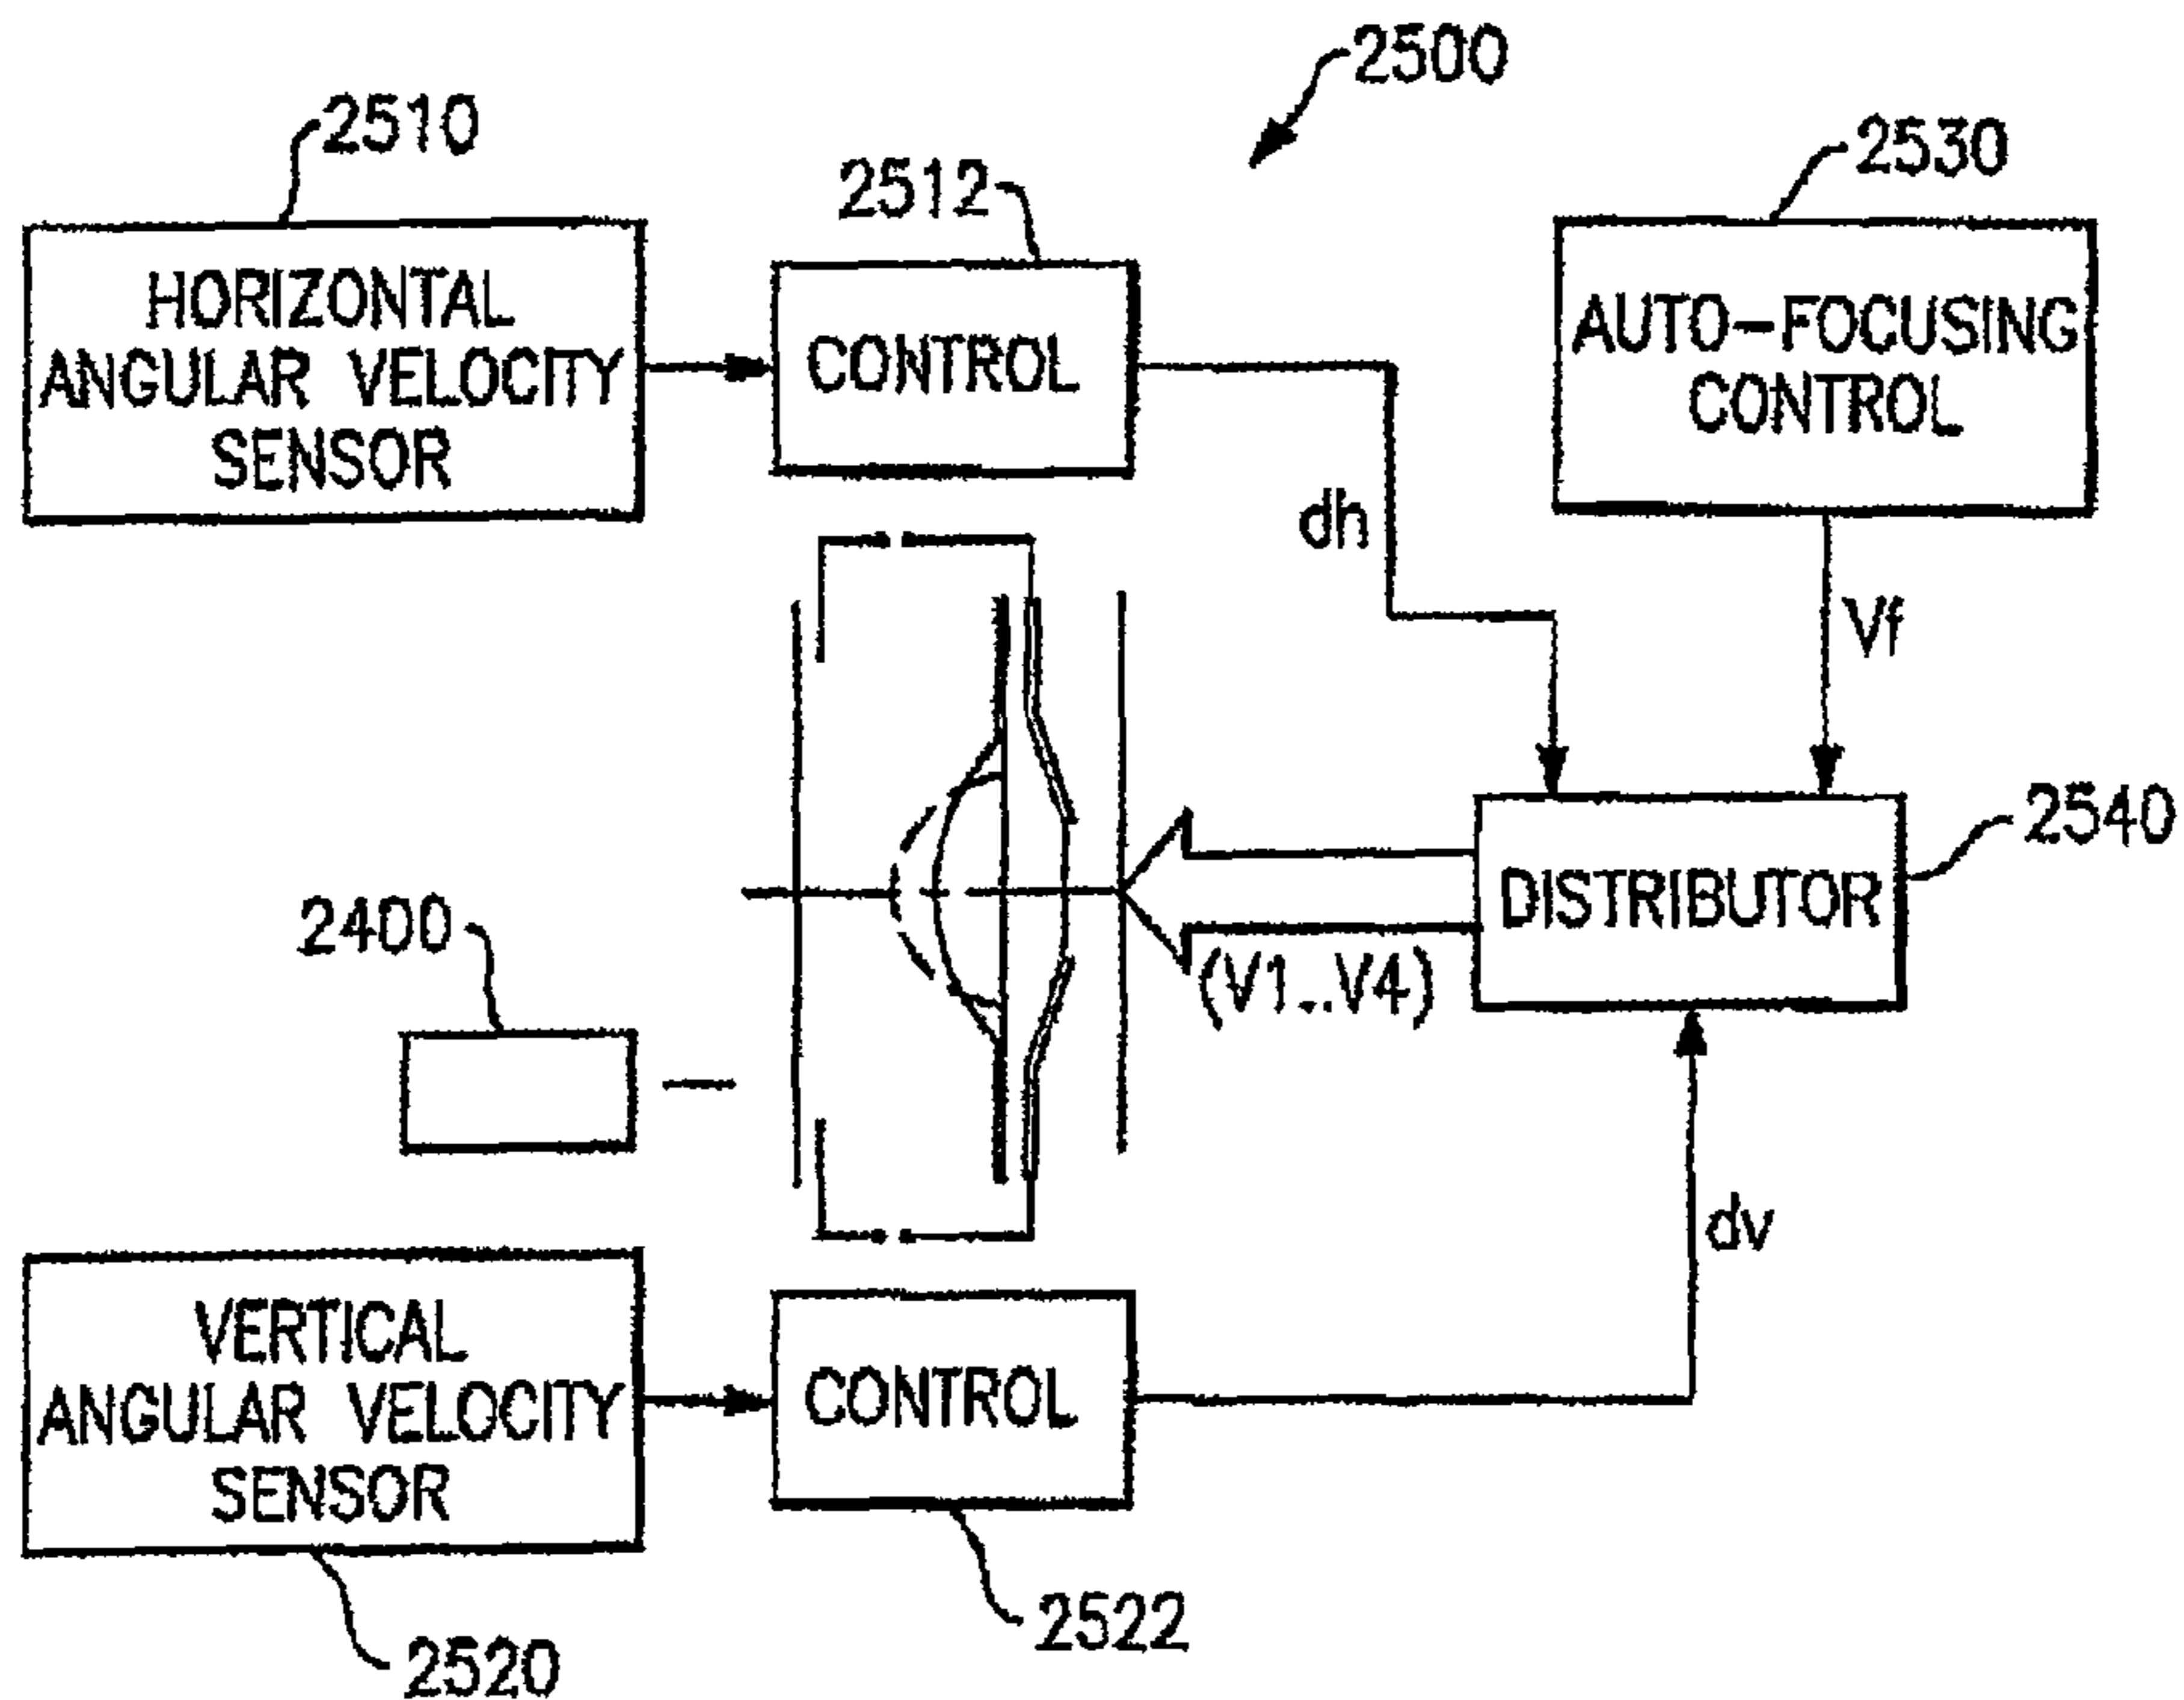 2500
2510
2512
2530
HORIZONTAL
ANGULAR VELOCITY
SENSOR
CONTROL
AUTO-FOCUSING
CONTROL
dh
Vf
2540
DISTRIBUTOR
(V1..V4)
2400
dv
VERTICAL
ANGULAR VELOCITY
SENSOR
CONTROL
2522
2520